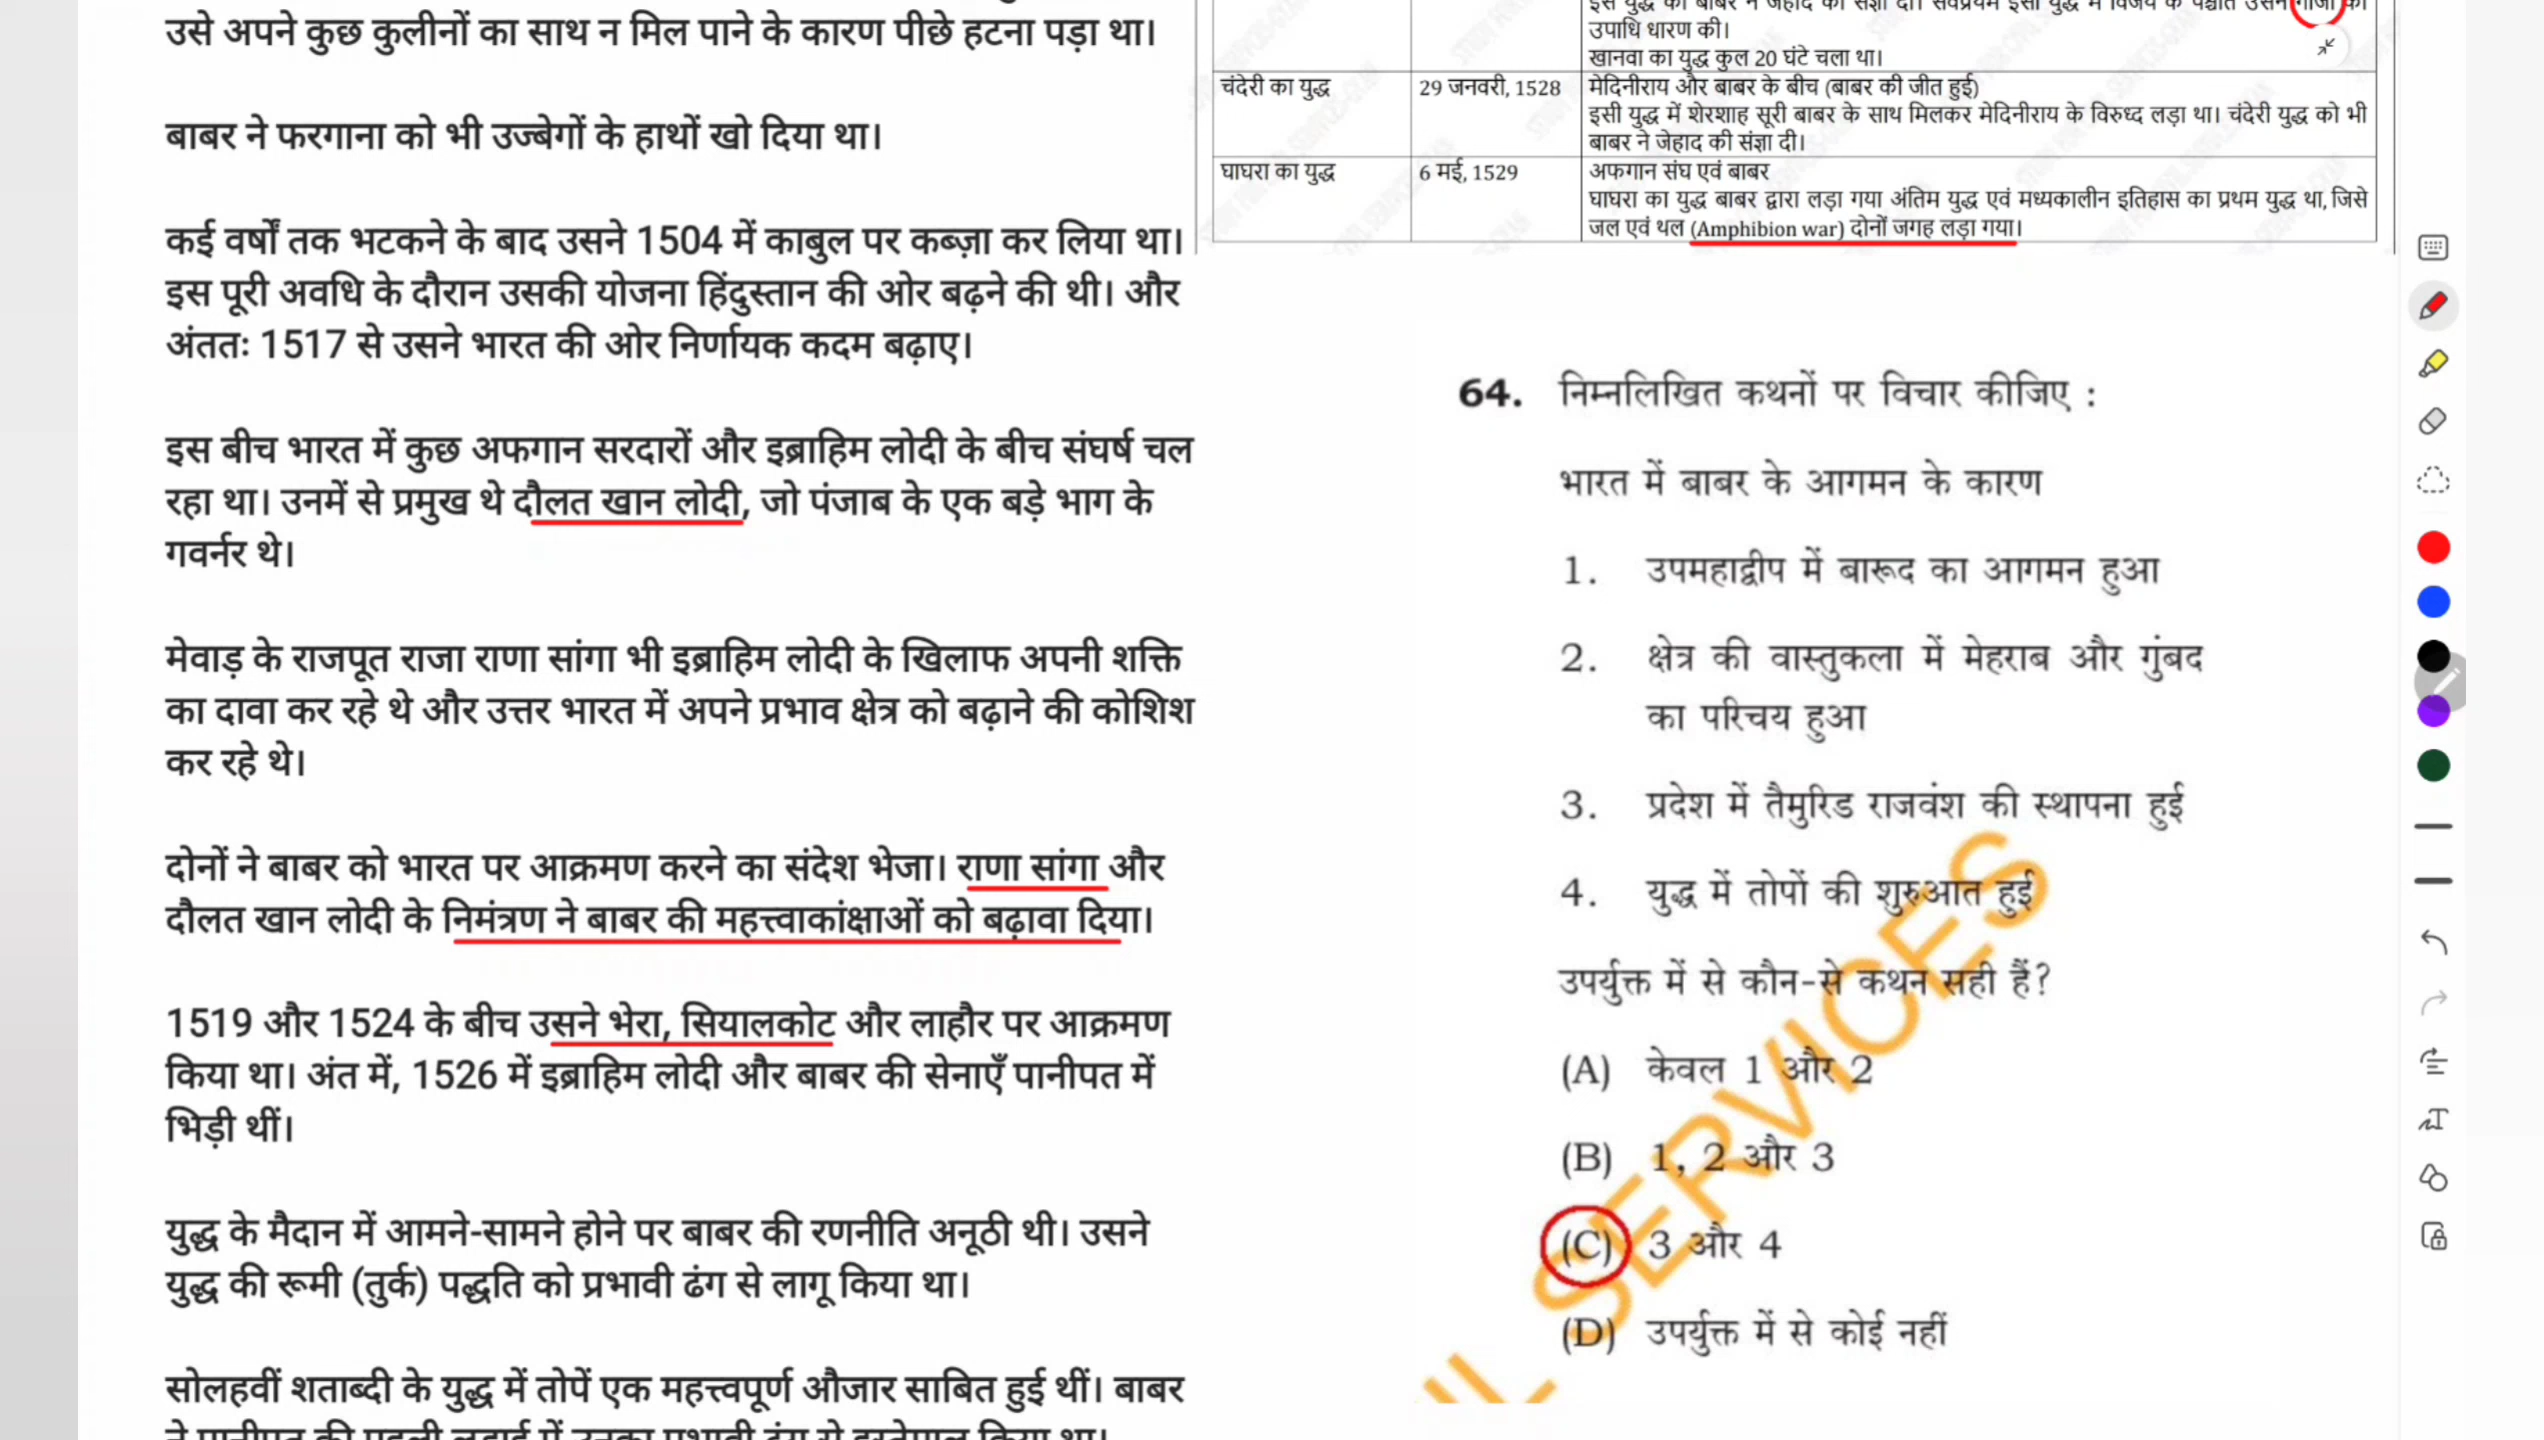 उसे अपने कुछ कुलीनों का साथ न मिल पाने के कारण पीछे हटना पड़ा था।
बाबर ने फरगाना को भी उज्बेगों के हाथों खो दिया था।
कई वर्षों तक भटकने के बाद उसने 1504 में काबुल पर कब्ज़ा कर लिया था।
इस पूरी अवधि के दौरान उसकी योजना हिंदुस्तान की ओर बढ़ने की थी। और
अंततः 1517 से उसने भारत की ओर निर्णायक कदम बढ़ाए।
इस बीच भारत में कुछ अफगान सरदारों और इब्राहिम लोदी के बीच संघर्ष चल
रहा था। उनमें से प्रमुख थे दौलत खान लोदी, जो पंजाब के एक बड़े भाग के
गवर्नर थे।
मेवाड़ के राजपूत राजा राणा सांगा भी इब्राहिम लोदी के खिलाफ अपनी शक्ति
का दावा कर रहे थे और उत्तर भारत में अपने प्रभाव क्षेत्र को बढ़ाने की कोशिश
कर रहे थे।
दोनों ने बाबर को भारत पर आक्रमण करने का संदेश भेजा। राणा सांगा और
दौलत खान लोदी के निमंत्रण ने बाबर की महत्त्वाकांक्षाओं को बढ़ावा दिया।
1519 और 1524 के बीच उसने भेरा, सियालकोट और लाहौर पर आक्रमण
किया था। अंत में, 1526 में इब्राहिम लोदी और बाबर की सेनाएँ पानीपत में
भिड़ी थीं।
युद्ध के मैदान में आमने-सामने होने पर बाबर की रणनीति अनूठी थी। उसने
युद्ध की रूमी (तुर्क) पद्धति को प्रभावी ढंग से लागू किया था।
सोलहवीं शताब्दी के युद्ध में तोपें एक महत्त्वपूर्ण औजार साबित हुई थीं। बाबर
इस युद्ध को बाबर ने जेहाद की संज्ञा दी। सर्वप्रथम इसी युद्ध में विजय के पश्चात उसने गाजी की
उपाधि धारण की।
खानवा का युद्ध कुल 20 घंटे चला था।
चंदेरी का युद्ध 29 जनवरी, 1528 मेदिनीराय और बाबर के बीच (बाबर की जीत हुई)
इसी युद्ध में शेरशाह सूरी बाबर के साथ मिलकर मेदिनीराय के विरुध्द लड़ा था। चंदेरी युद्ध को भी
बाबर ने जेहाद की संज्ञा दी।
घाघरा का युद्ध 6 मई, 1529 अफगान संघ एवं बाबर
घाघरा का युद्ध बाबर द्वारा लड़ा गया अंतिम युद्ध एवं मध्यकालीन इतिहास का प्रथम युद्ध था, जिसे
जल एवं थल (Amphibion war) दोनों जगह लड़ा गया।
64. निम्नलिखित कथनों पर विचार कीजिए :
भारत में बाबर के आगमन के कारण
1. उपमहाद्वीप में बारूद का आगमन हुआ
2. क्षेत्र की वास्तुकला में मेहराब और गुंबद
का परिचय हुआ
3. प्रदेश में तैमुरिड राजवंश की स्थापना हुई
4. युद्ध में तोपों की शुरुआत हुई
उपर्युक्त में से कौन-से कथन सही हैं?
(A) केवल 1 और 2
(B) 1, 2 और 3
(C) 3 और 4
(D) उपर्युक्त में से कोई नहीं
SERVICES